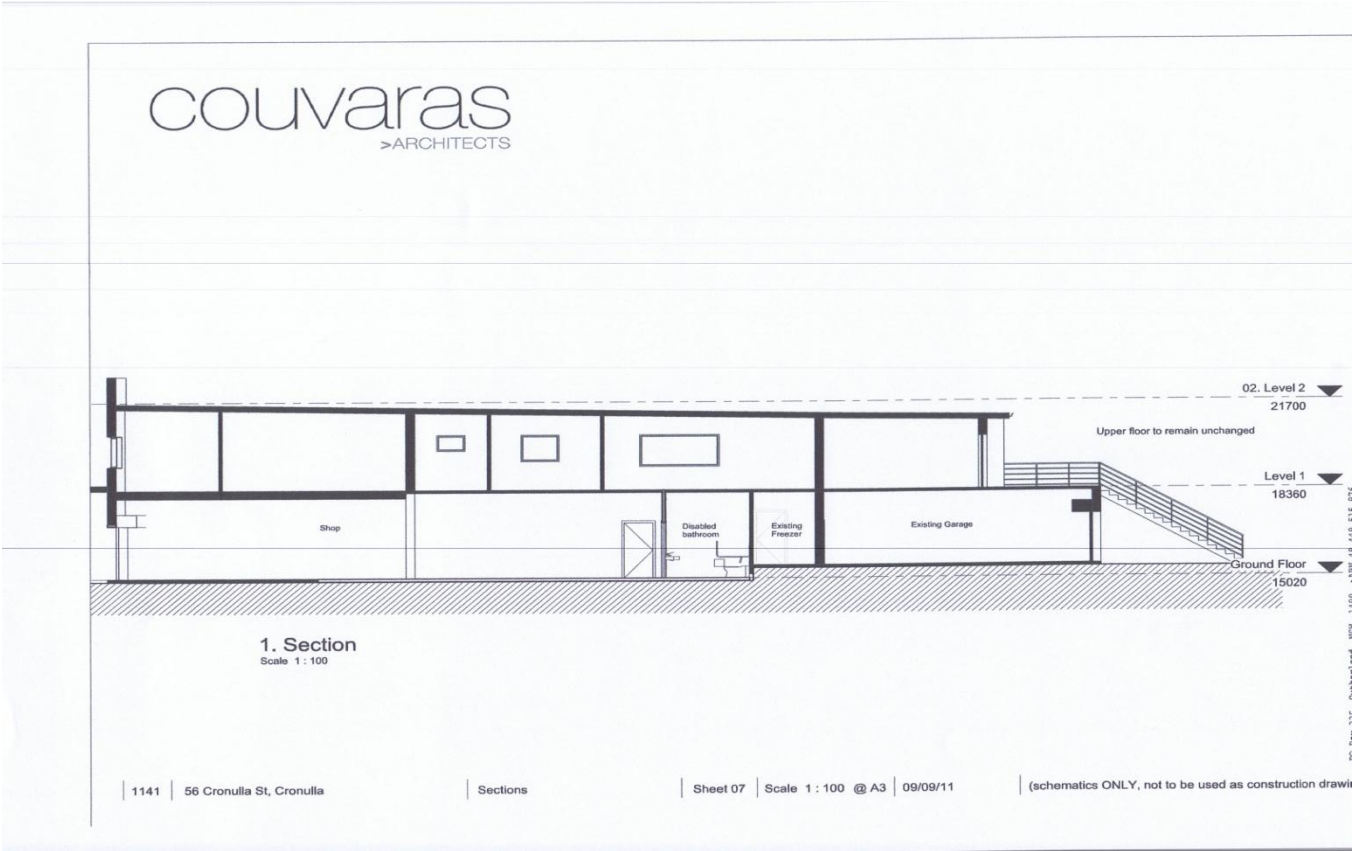 couvaras
>ARCHITECTS
02. Level 2
21700
Upper floor to remain unchanged
Level 1
18360
Shop
Disabled
bathroom
Existing
Freezer
Existing Garage
Ground Floor
15020
1. Section
Scale 1 : 100
1141
56 Cronulla St, Cronulla
Sections
Sheet 07
Scale 1 : 100 @ A3
09/09/11
(schematics ONLY, not to be used as construction